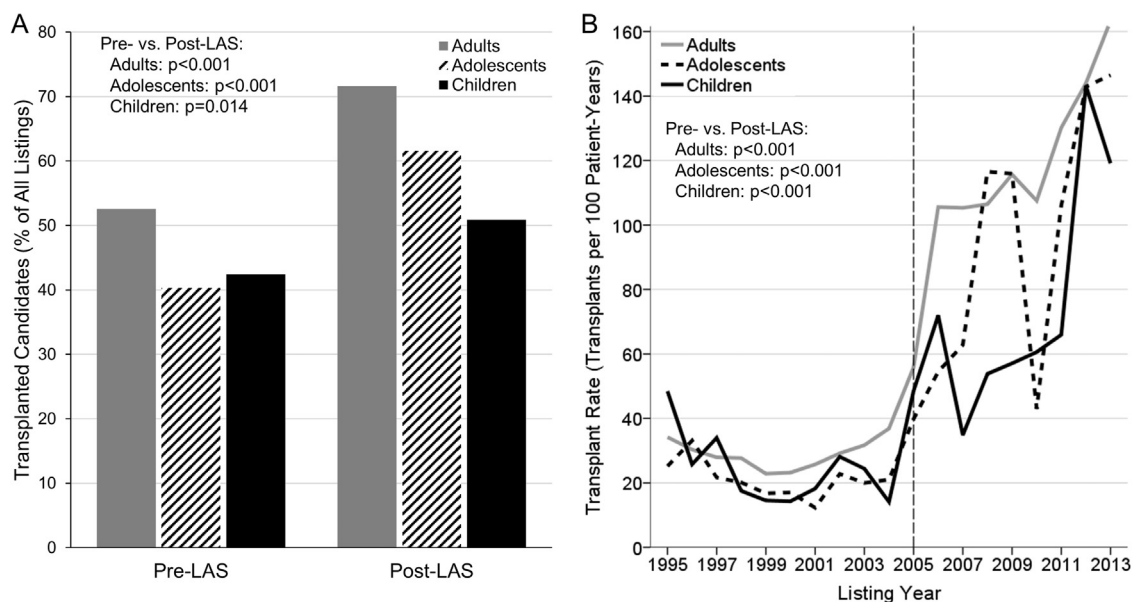 A
Transplanted Candidates (% of All Listings)
80
70
60
50
40
30
20
10
0
Pre- vs. Post-LAS:
Adults: p<0.001
Adolescents: p<0.001
Children: p=0.014
Adults
Adolescents
Children
Pre-LAS
Post-LAS
B
Transplant Rate (Transplants per 100 Patient-Years)
160
140
120
100
80
60
40
20
0
Adults
Adolescents
Children
Pre- vs. Post-LAS:
Adults: p<0.001
Adolescents: p<0.001
Children: p<0.001
1995 1997 1999 2001 2003 2005 2007 2009 2011 2013
Listing Year